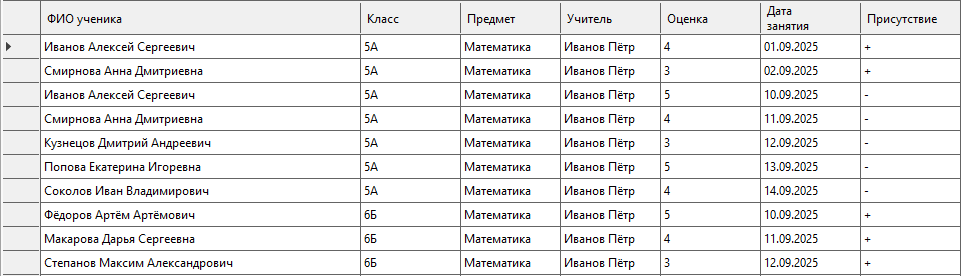 ФИО ученика Класс Предмет Учитель Оценка Дата занятия Присутствие
Иванов Алексей Сергеевич 5А Математика Иванов Пётр 4 01.09.2025 +
Смирнова Анна Дмитриевна 5А Математика Иванов Пётр 3 02.09.2025 +
Иванов Алексей Сергеевич 5А Математика Иванов Пётр 5 10.09.2025 -
Смирнова Анна Дмитриевна 5А Математика Иванов Пётр 4 11.09.2025 -
Кузнецов Дмитрий Андреевич 5А Математика Иванов Пётр 3 12.09.2025 -
Попова Екатерина Игоревна 5А Математика Иванов Пётр 5 13.09.2025 -
Соколов Иван Владимирович 5А Математика Иванов Пётр 4 14.09.2025 -
Фёдоров Артём Артёмович 6Б Математика Иванов Пётр 5 10.09.2025 +
Макарова Дарья Сергеевна 6Б Математика Иванов Пётр 4 11.09.2025 +
Степанов Максим Александрович 6Б Математика Иванов Пётр 3 12.09.2025 +